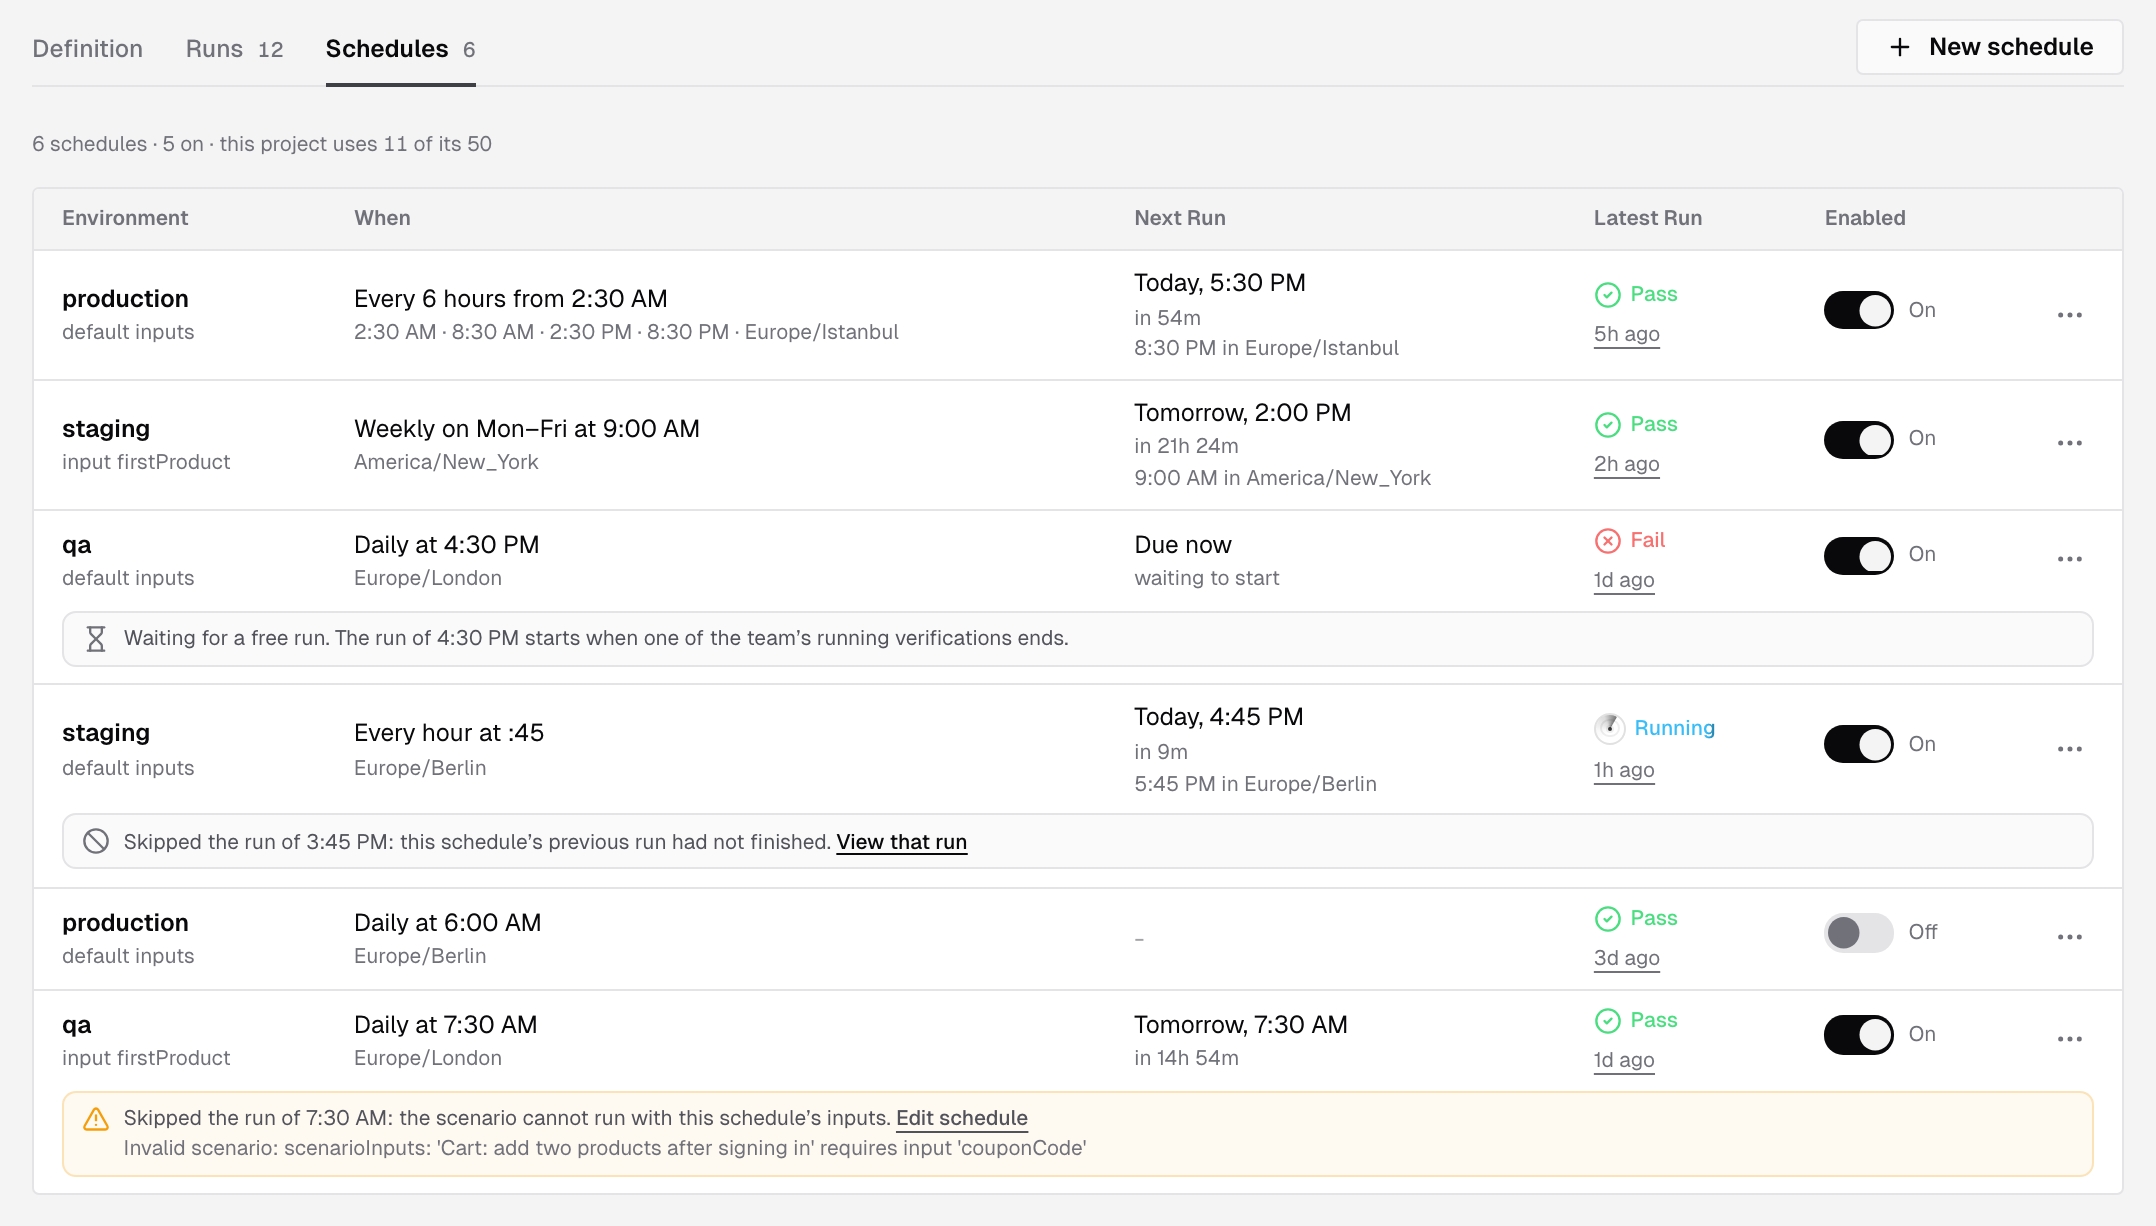 Definition Runs 12 Schedules 6
+ New schedule
6 schedules · 5 on · this project uses 11 of its 50
Environment When Next Run Latest Run Enabled
production Every 6 hours from 2:30 AM Today, 5:30 PM Pass On
default inputs 2:30 AM · 8:30 AM · 2:30 PM · 8:30 PM · Europe/Istanbul in 54m 5h ago
8:30 PM in Europe/Istanbul
staging Weekly on Mon–Fri at 9:00 AM Tomorrow, 2:00 PM Pass On
input firstProduct America/New_York in 21h 24m 2h ago
9:00 AM in America/New_York
qa Daily at 4:30 PM Due now Fail On
default inputs Europe/London waiting to start 1d ago
Waiting for a free run. The run of 4:30 PM starts when one of the team’s running verifications ends.
staging Every hour at :45 Today, 4:45 PM Running On
default inputs Europe/Berlin in 9m 1h ago
5:45 PM in Europe/Berlin
Skipped the run of 3:45 PM: this schedule’s previous run had not finished. View that run
production Daily at 6:00 AM - Pass Off
default inputs Europe/Berlin 3d ago
qa Daily at 7:30 AM Tomorrow, 7:30 AM Pass On
input firstProduct Europe/London in 14h 54m 1d ago
Skipped the run of 7:30 AM: the scenario cannot run with this schedule’s inputs. Edit schedule
Invalid scenario: scenarioInputs: 'Cart: add two products after signing in' requires input 'couponCode'